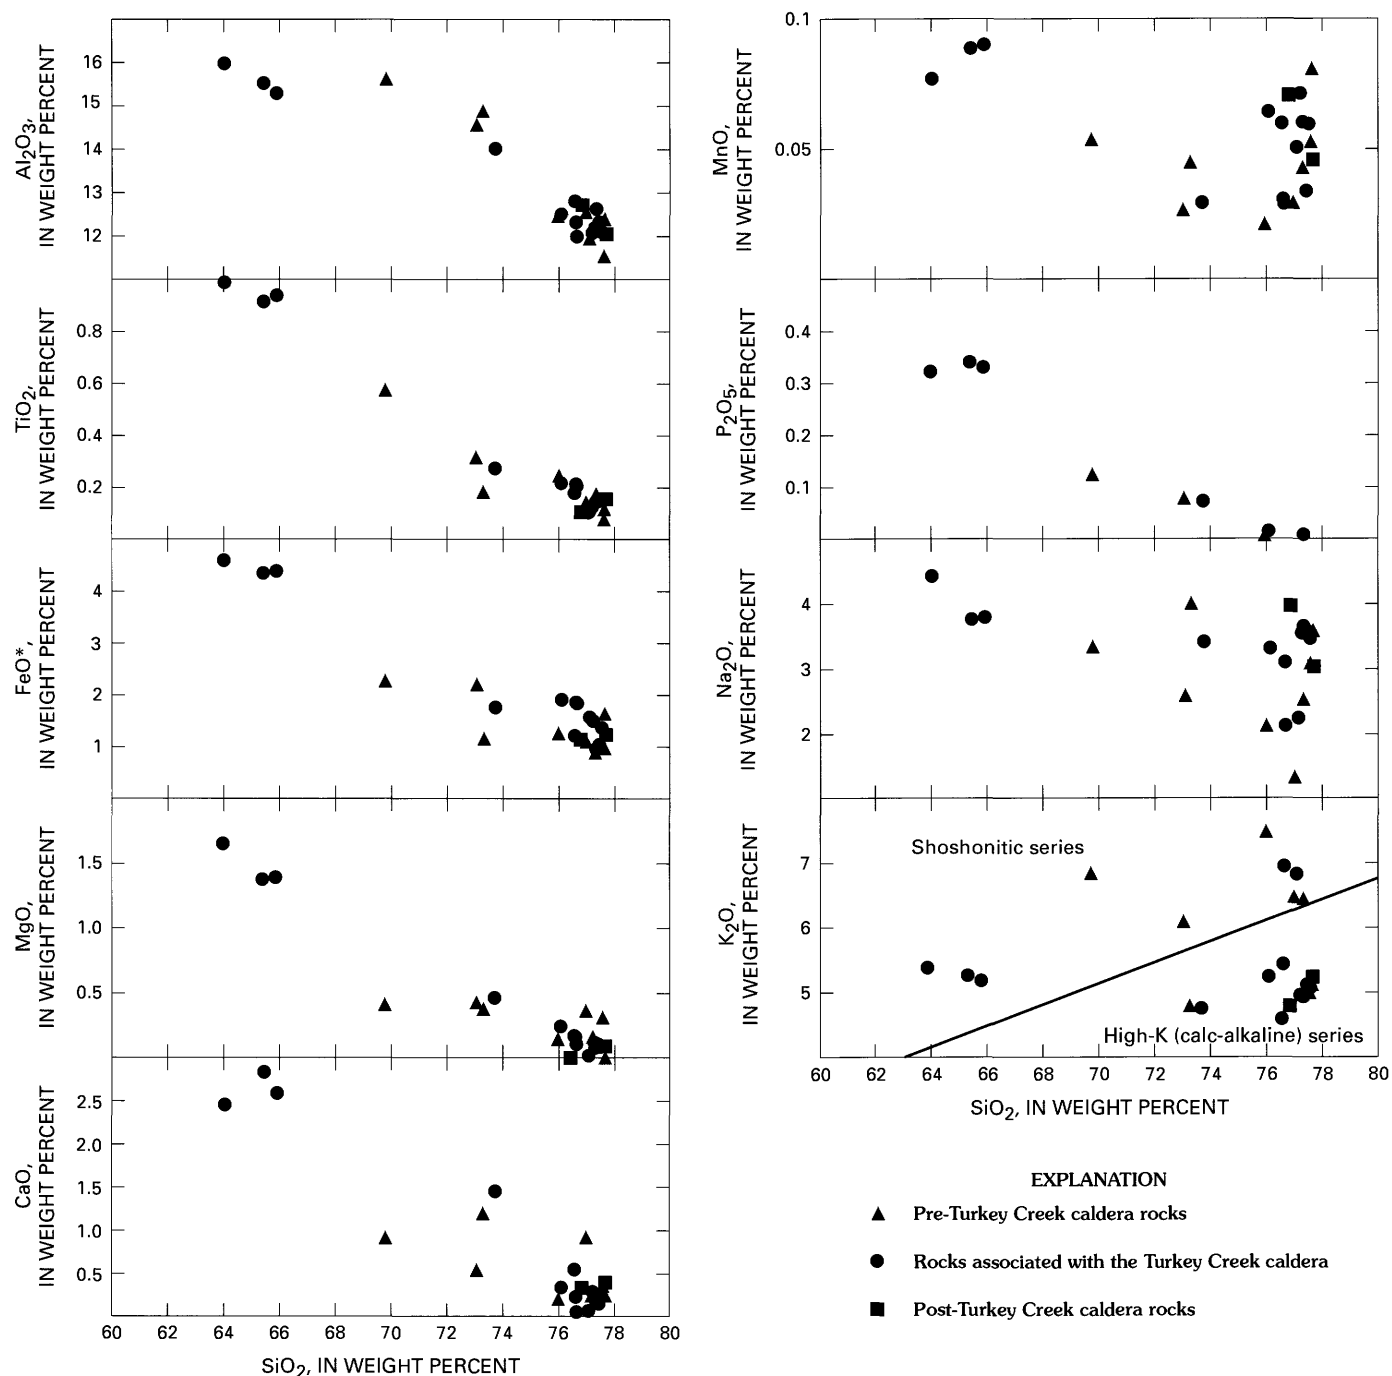 Al2O3,
IN WEIGHT PERCENT
16
15
14
13
12
TiO2,
IN WEIGHT PERCENT
0.8
0.6
0.4
0.2
FeO*,
IN WEIGHT PERCENT
4
3
2
1
MgO,
IN WEIGHT PERCENT
1.5
1.0
0.5
CaO,
IN WEIGHT PERCENT
2.5
2.0
1.5
1.0
0.5
60 62 64 66 68 70 72 74 76 78 80
SiO2, IN WEIGHT PERCENT
MnO,
IN WEIGHT PERCENT
0.1
0.05
P2O5,
IN WEIGHT PERCENT
0.4
0.3
0.2
0.1
Na2O,
IN WEIGHT PERCENT
4
3
2
K2O,
IN WEIGHT PERCENT
7
6
5
Shoshonitic series
High-K (calc-alkaline) series
60 62 64 66 68 70 72 74 76 78 80
SiO2, IN WEIGHT PERCENT
EXPLANATION
Pre-Turkey Creek caldera rocks
Rocks associated with the Turkey Creek caldera
Post-Turkey Creek caldera rocks